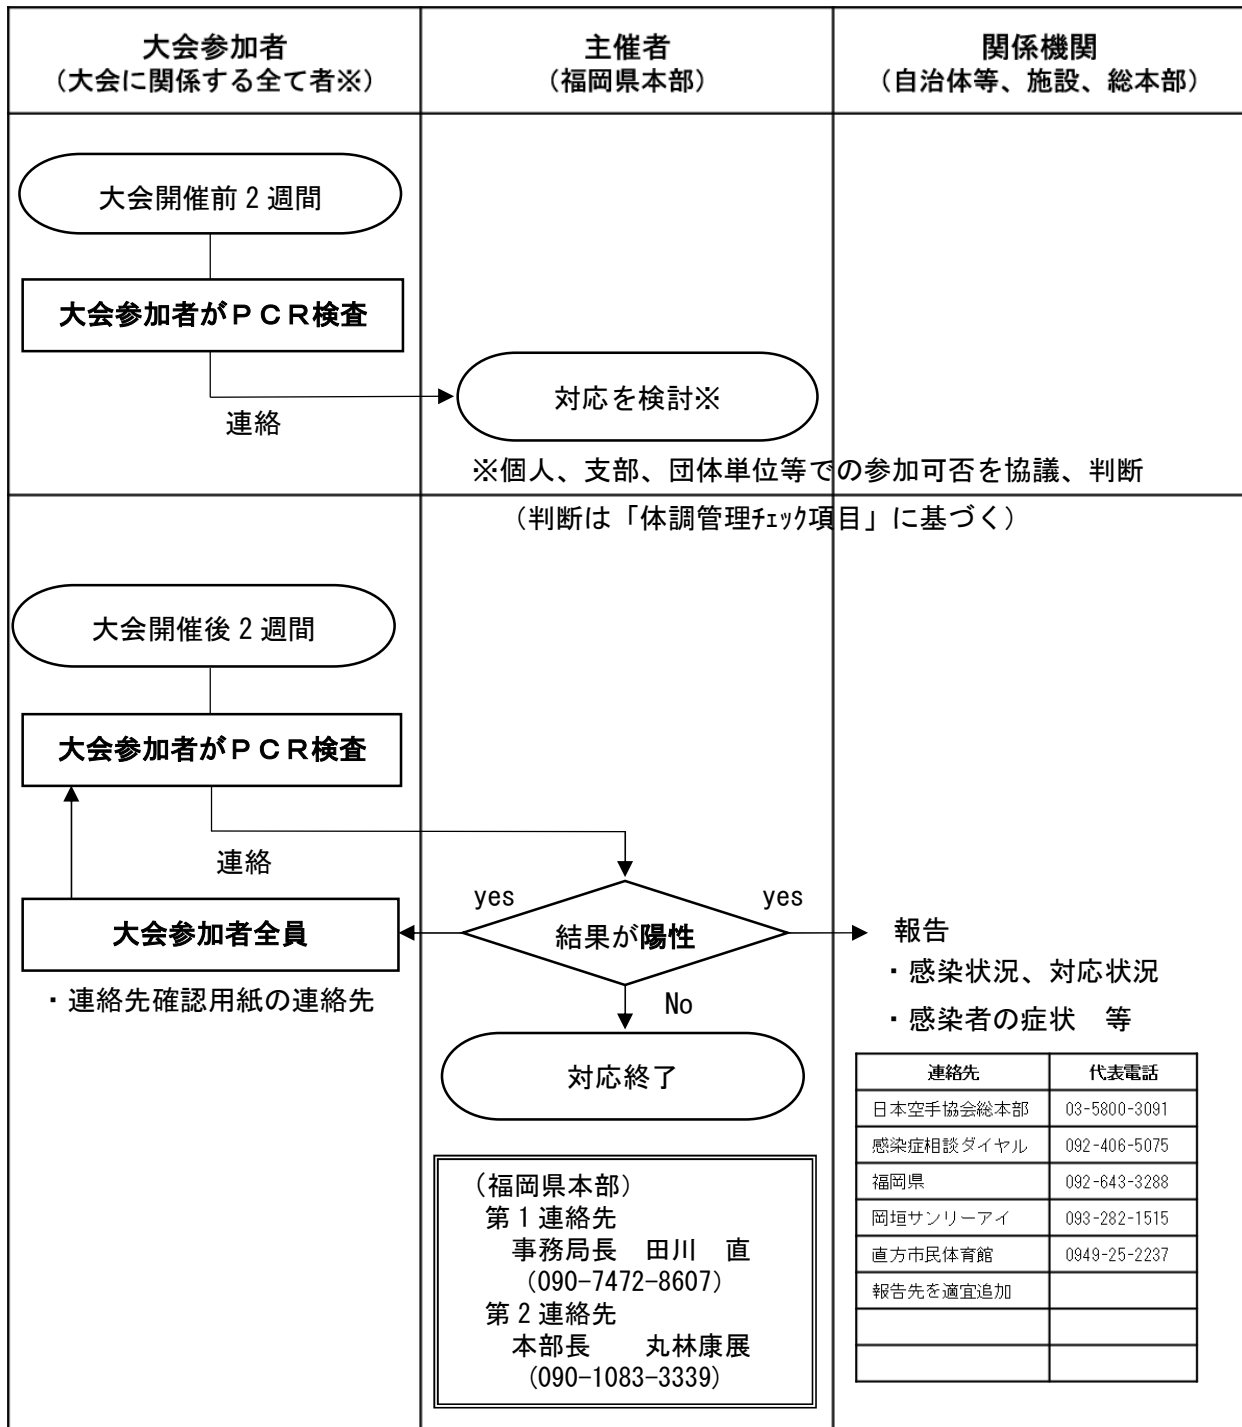 大会参加者
（大会に関係する全て者※）
主催者
（福岡県本部）
関係機関
（自治体等、施設、総本部）
大会開催前２週間
大会参加者がＰＣＲ検査
連絡
対応を検討※
※個人、支部、団体単位等での参加可否を協議、判断
（判断は「体調管理ﾁｪｯｸ項目」に基づく）
大会開催後２週間
大会参加者がＰＣＲ検査
連絡
yes
結果が陽性
yes
No
大会参加者全員
・連絡先確認用紙の連絡先
対応終了
報告
・感染状況、対応状況
・感染者の症状　等
連絡先 代表電話
日本空手協会総本部 03-5800-3091
感染症相談ダイヤル 092-406-5075
福岡県 092-643-3288
岡垣サンリーアイ 093-282-1515
直方市民体育館 0949-25-2237
報告先を適宜追加
（福岡県本部）
第１連絡先
事務局長　田川　直
（090-7472-8607）
第２連絡先
本部長　　丸林康展
（090-1083-3339）